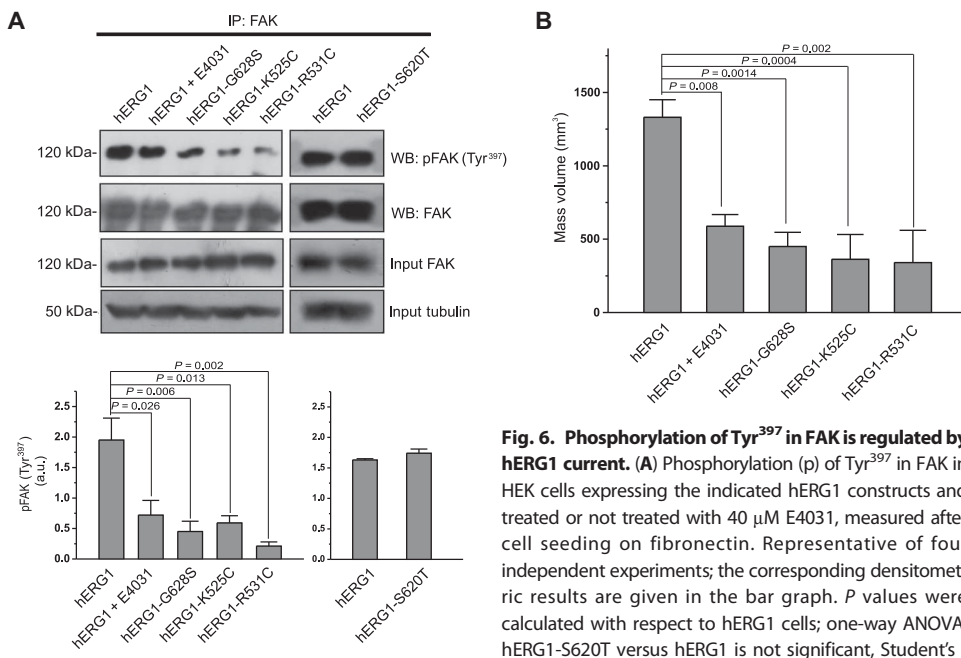 A
IP: FAK
hERG1
hERG1 + E4031
hERG1-G628S
hERG1-K525C
hERG1-R531C
hERG1
hERG1-S620T
120 kDa-
WB: pFAK (Tyr397)
120 kDa-
WB: FAK
120 kDa-
Input FAK
50 kDa-
Input tubulin
P = 0.002
P = 0.013
P = 0.006
P = 0.026
pFAK (Tyr397)
(a.u.)
2.5
2.0
1.5
1.0
0.5
0.0
hERG1
hERG1 + E4031
hERG1-G628S
hERG1-K525C
hERG1-R531C
2.5
2.0
1,5
1.0
0.5
0.0
hERG1
hERG1-S620T
B
P = 0.002
P = 0.0004
P = 0.0014
P = 0.008
Mass volume (mm3)
1500
1000
500
0
hERG1
hERG1 + E4031
hERG1-G628S
hERG1-K525C
hERG1-R531C
Fig. 6. Phosphorylation of Tyr397 in FAK is regulated by
hERG1 current. (A) Phosphorylation (p) of Tyr397 in FAK in
HEK cells expressing the indicated hERG1 constructs and
treated or not treated with 40 μM E4031, measured after
cell seeding on fibronectin. Representative of four
independent experiments; the corresponding densitomet-
ric results are given in the bar graph. P values were
calculated with respect to hERG1 cells; one-way ANOVA
hERG1-S620T versus hERG1 is not significant, Student's